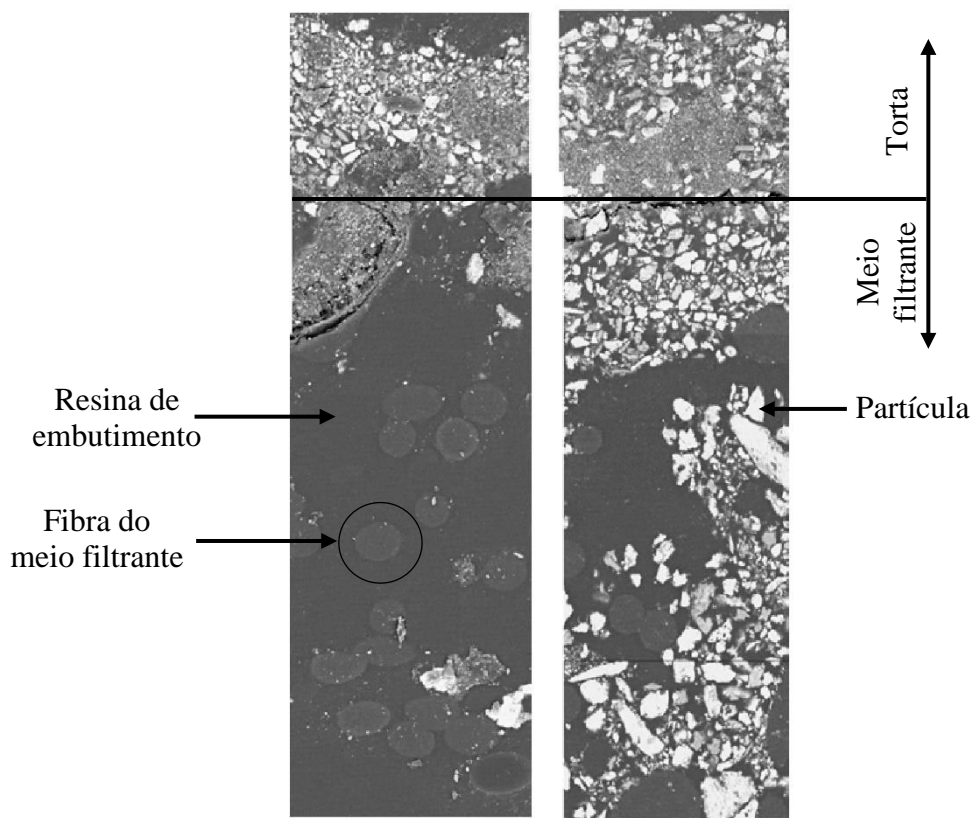 Torta
Meio
filtrante
Resina de
embutimento
Partícula
Fibra do
meio filtrante